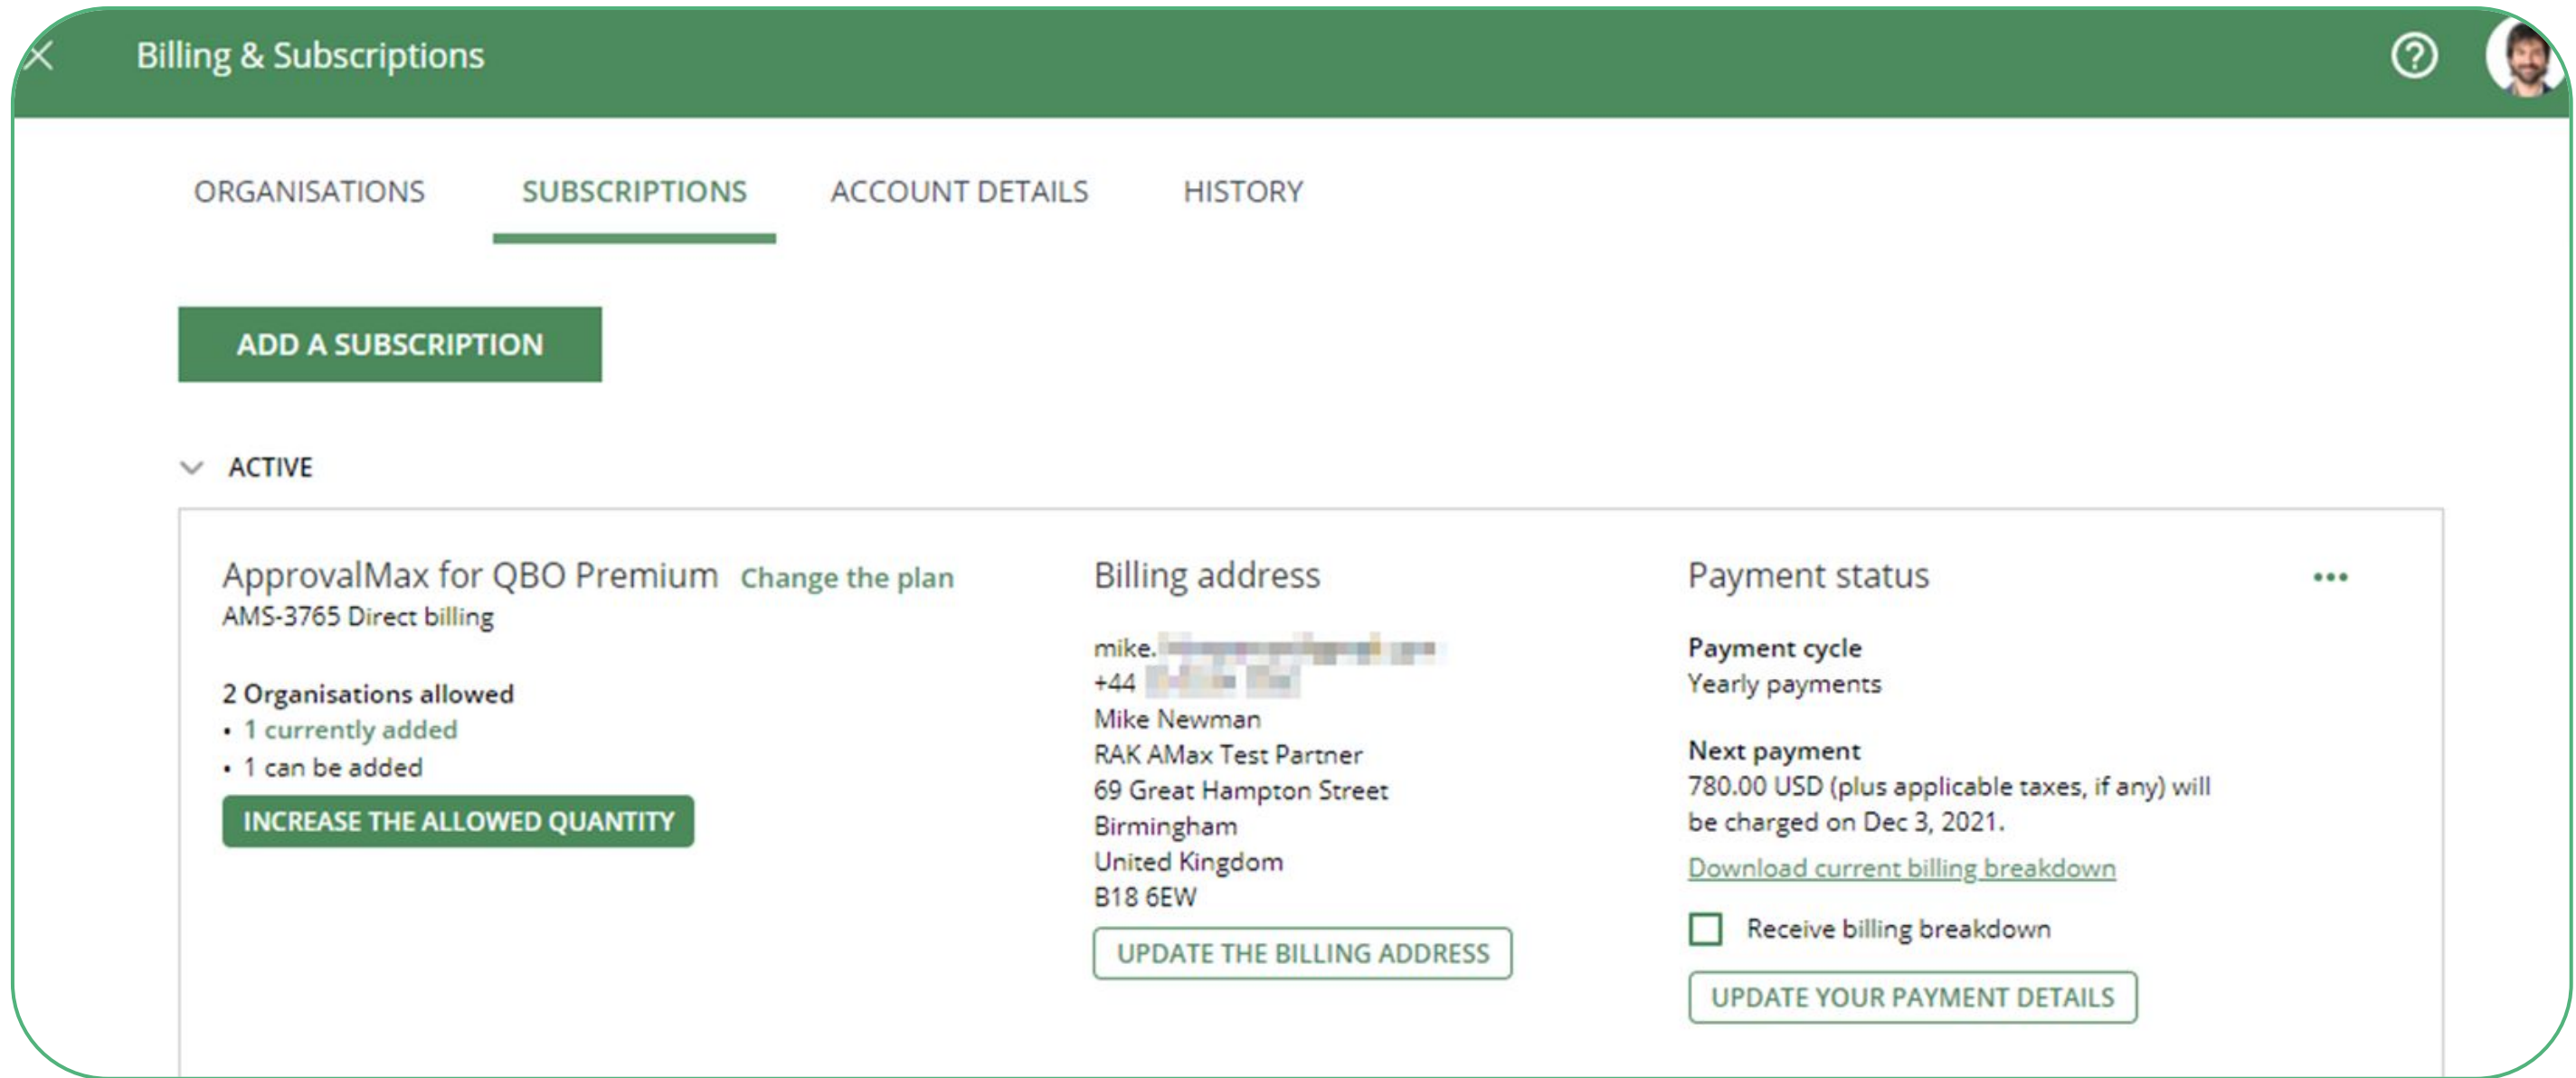 Billing & Subscriptions
ORGANISATIONS SUBSCRIPTIONS ACCOUNT DETAILS HISTORY
ADD A SUBSCRIPTION
ACTIVE
ApprovalMax for QBO Premium Change the plan
AMS-3765 Direct billing
2 Organisations allowed
• 1 currently added
• 1 can be added
INCREASE THE ALLOWED QUANTITY
Billing address
mike.
+44
Mike Newman
RAK AMax Test Partner
69 Great Hampton Street
Birmingham
United Kingdom
B18 6EW
UPDATE THE BILLING ADDRESS
Payment status
Payment cycle
Yearly payments
Next payment
780.00 USD (plus applicable taxes, if any) will
be charged on Dec 3, 2021.
Download current billing breakdown
Receive billing breakdown
UPDATE YOUR PAYMENT DETAILS